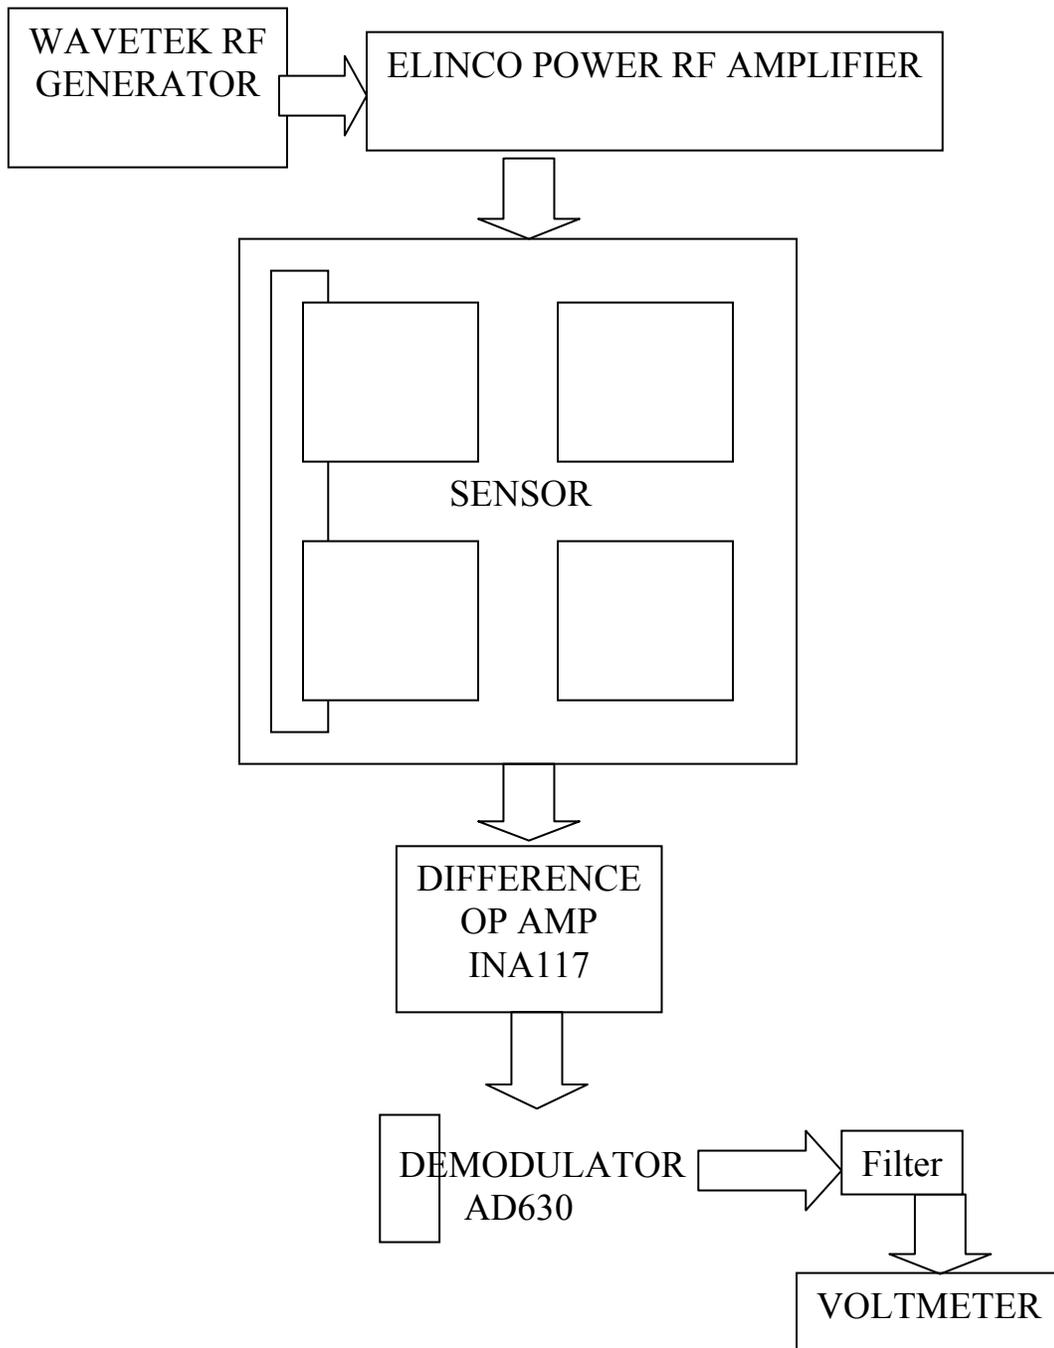 WAVETEK RF
GENERATOR
ELINCO POWER RF AMPLIFIER
SENSOR
DIFFERENCE
OP AMP
INA117
DEMODULATOR
AD630
Filter
VOLTMETER